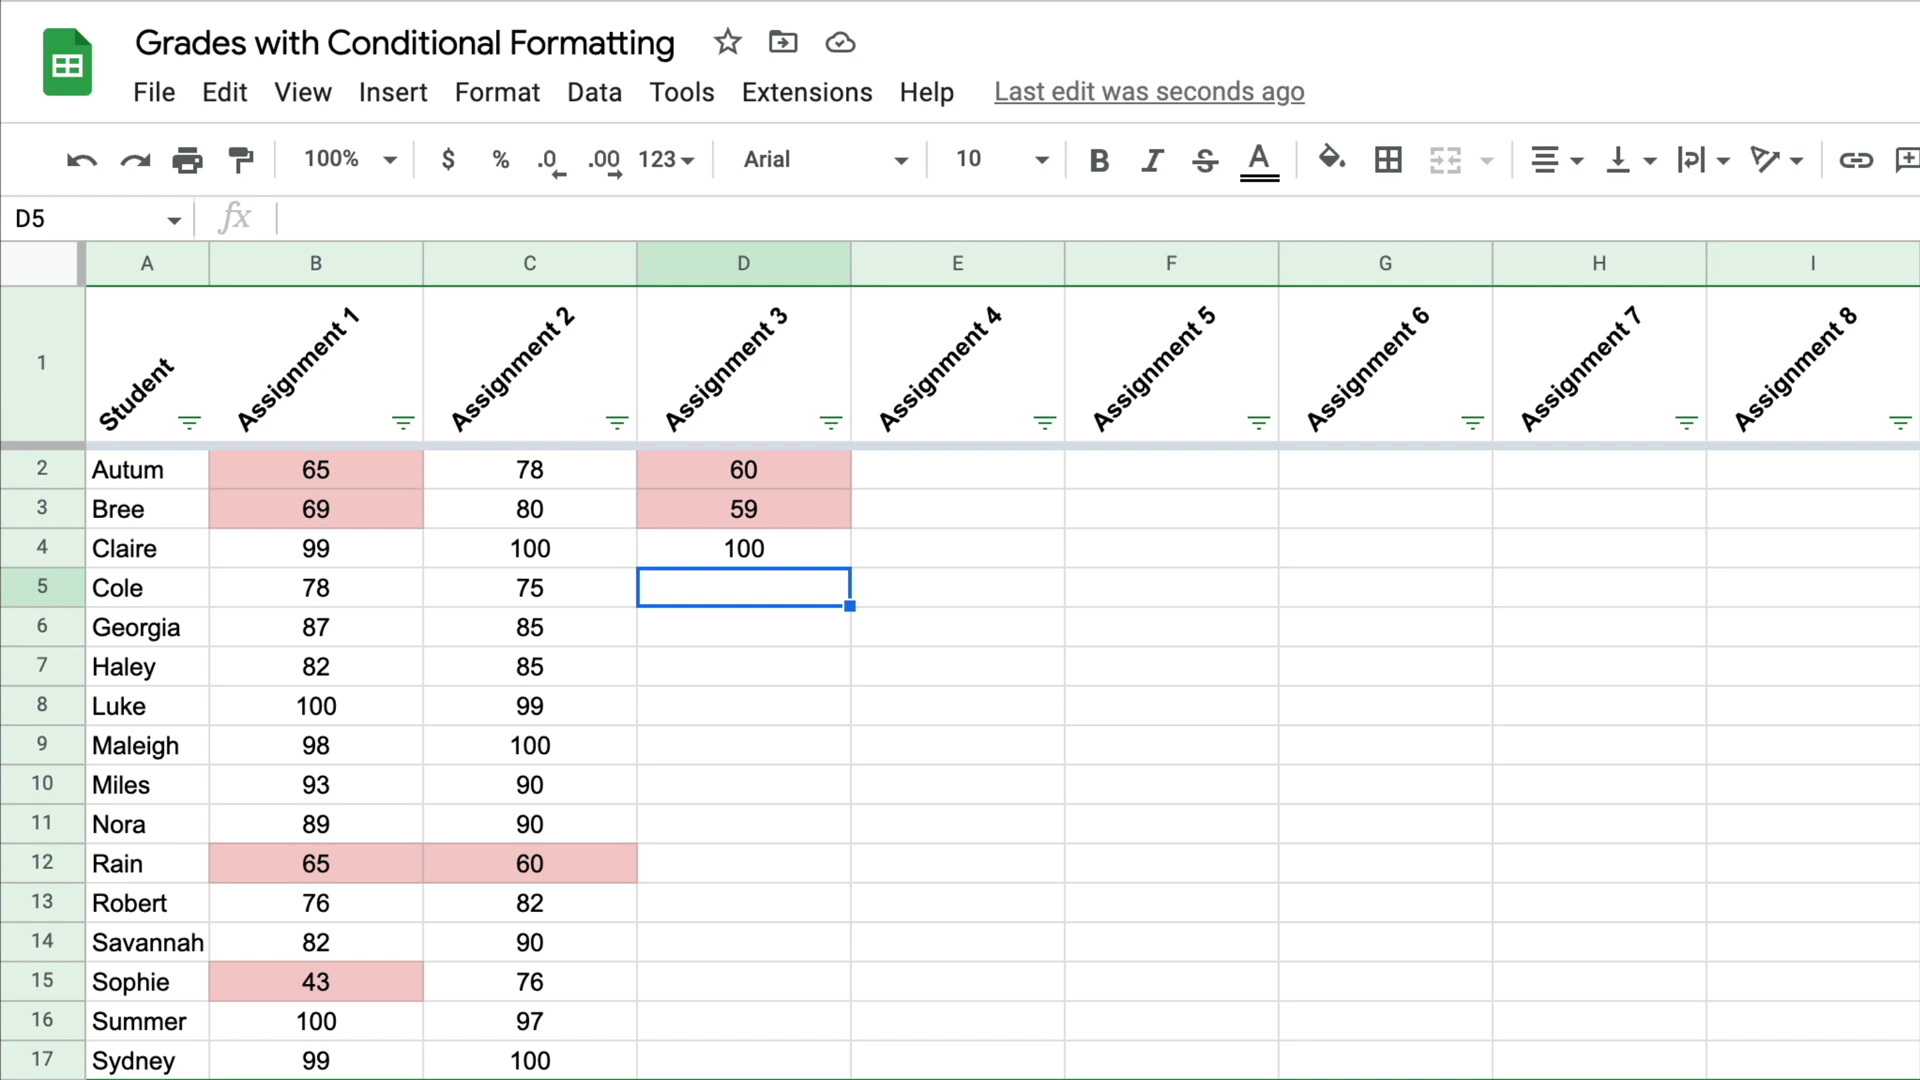 Grades with Conditional Formatting
File Edit View Insert Format Data Tools Extensions Help Last edit was seconds ago
100% $ % .0 .00 123 Arial 10 B I S A
D5 fx
A B C D E F G H I
1 Student Assignment 1 Assignment 2 Assignment 3 Assignment 4 Assignment 5 Assignment 6 Assignment 7 Assignment 8
2 Autum 65 78 60
3 Bree 69 80 59
4 Claire 99 100 100
5 Cole 78 75
6 Georgia 87 85
7 Haley 82 85
8 Luke 100 99
9 Maleigh 98 100
10 Miles 93 90
11 Nora 89 90
12 Rain 65 60
13 Robert 76 82
14 Savannah 82 90
15 Sophie 43 76
16 Summer 100 97
17 Sydney 99 100